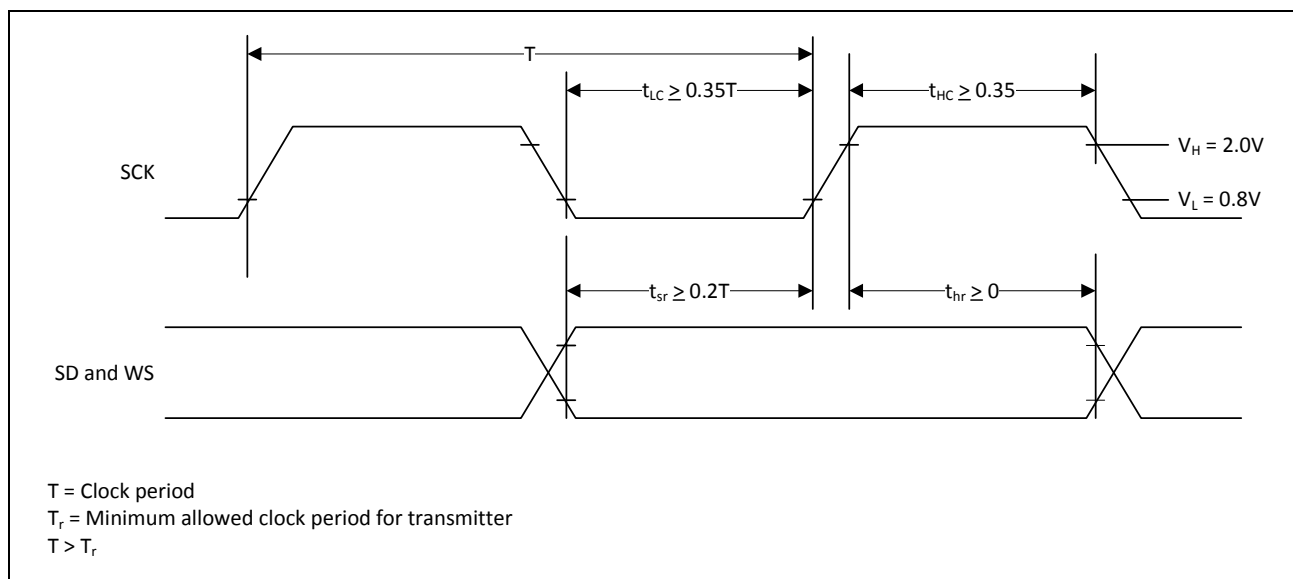 T
t_LC ≥ 0.35T
t_HC ≥ 0.35
SCK
V_H = 2.0V
V_L = 0.8V
t_sr ≥ 0.2T
t_hr ≥ 0
SD and WS
T = Clock period
T_r = Minimum allowed clock period for transmitter
T > T_r